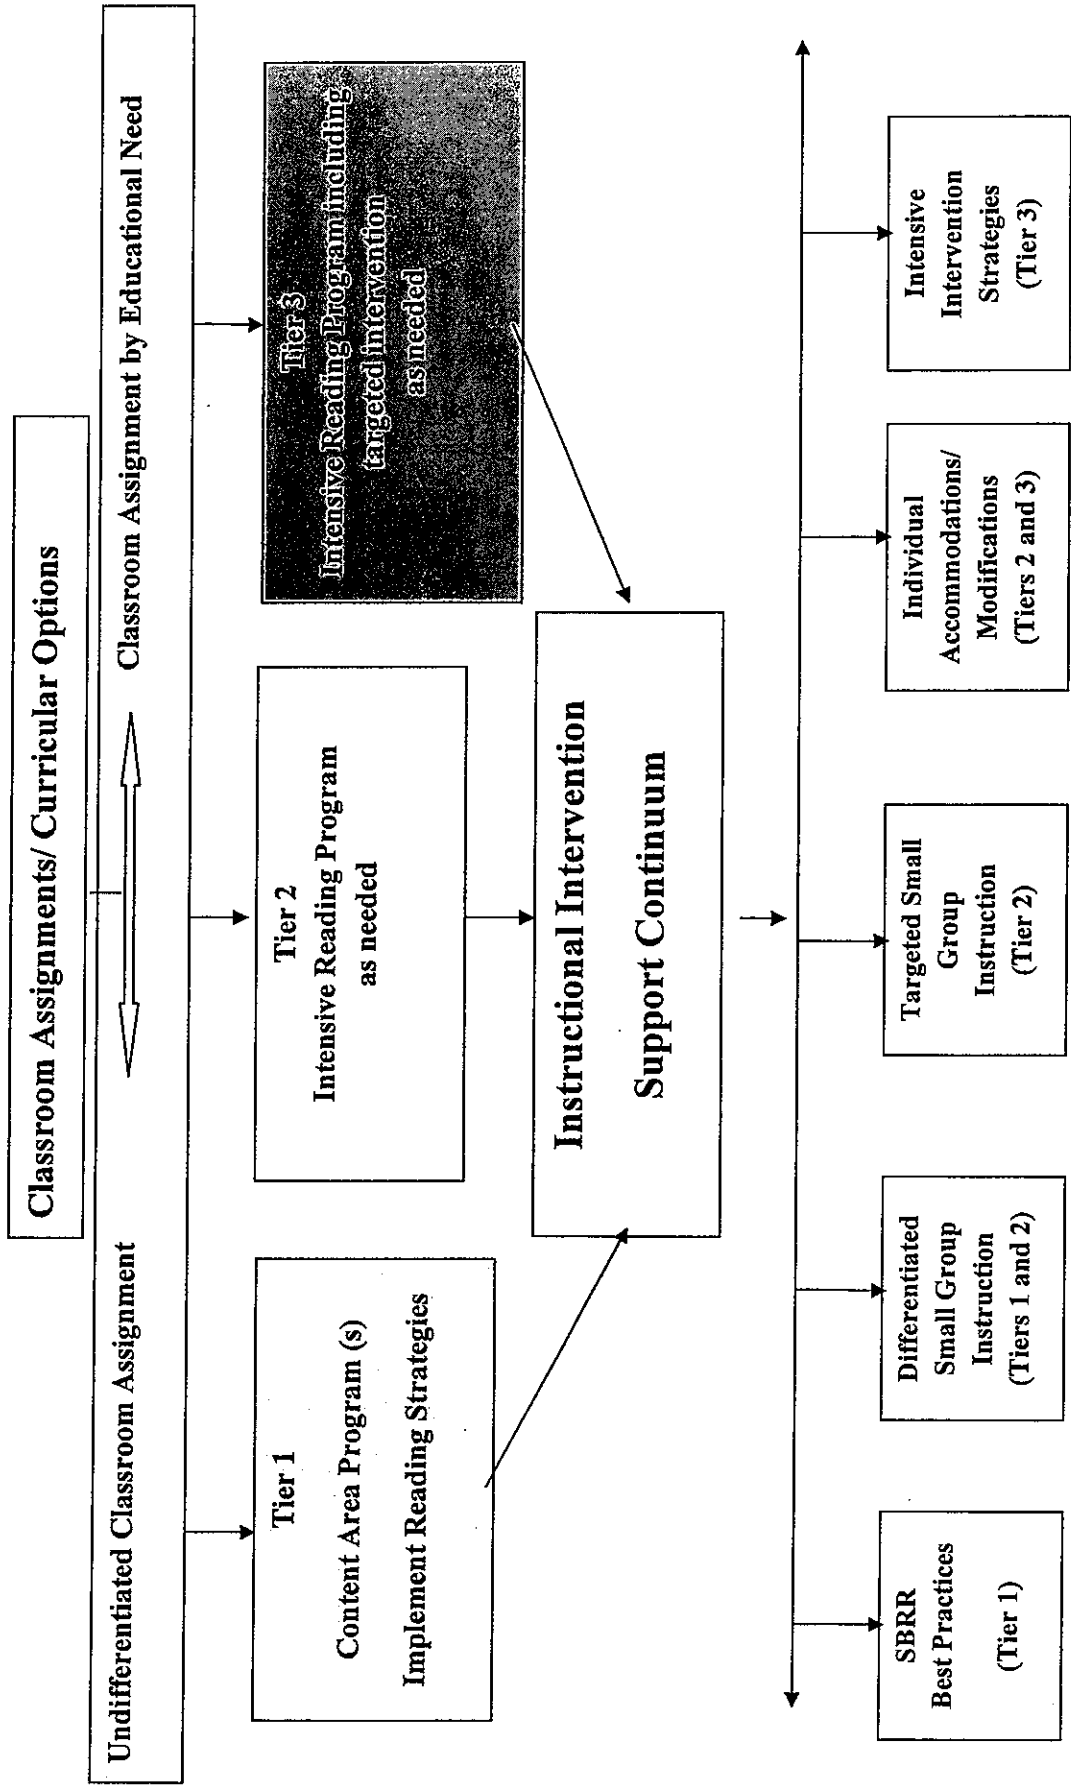 Classroom Assignments/ Curricular Options
Undifferentiated Classroom Assignment
Classroom Assignment by Educational Need
Tier 1
Content Area Program (s)
Implement Reading Strategies
Tier 2
Intensive Reading Program
as needed
Tier 3
Intensive Reading Program including
targeted intervention
as needed
Instructional Intervention
Support Continuum
SBRR
Best Practices
(Tier 1)
Differentiated
Small Group
Instruction
(Tiers 1 and 2)
Targeted Small
Group
Instruction
(Tier 2)
Individual
Accommodations/
Modifications
(Tiers 2 and 3)
Intensive
Intervention
Strategies
(Tier 3)